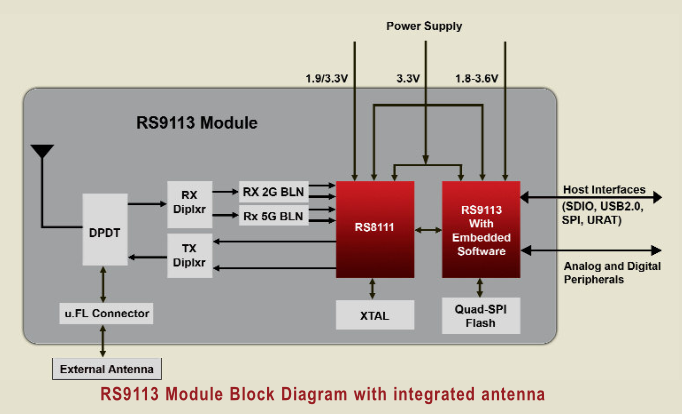 Power Supply
1.9/3.3V
3.3V
1.8-3.6V
RS9113 Module
RX
Diplxr
RX 2G BLN
Rx 5G BLN
DPDT
TX
Diplxr
RS8111
RS9113
With
Embedded
Software
Host Interfaces
(SDIO, USB2.0,
SPI, URAT)
Analog and Digital
Peripherals
u.FL Connector
XTAL
Quad-SPI
Flash
External Antenna
RS9113 Module Block Diagram with integrated antenna